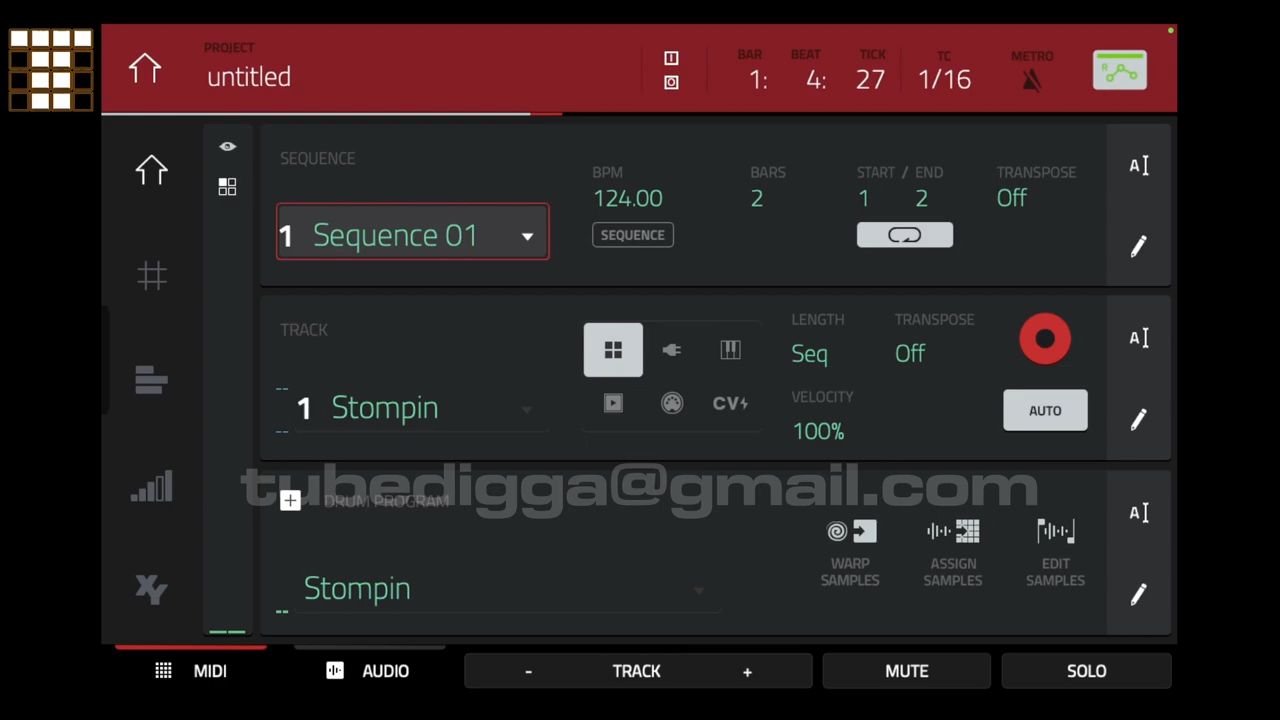 PROJECT
untitled
BAR BEAT TICK TC METRO
1: 4: 27 1/16
SEQUENCE
1 Sequence 01
BPM BARS START / END TRANSPOSE
124.00 2 1 2 Off
SEQUENCE
TRACK
1 Stompin
CV
LENGTH TRANSPOSE
Seq Off
VELOCITY
100%
AUTO
tubedigga@gmail.com
DRUM PROGRAM
Stompin
WARP SAMPLES
ASSIGN SAMPLES
EDIT SAMPLES
XY
MIDI AUDIO - TRACK + MUTE SOLO